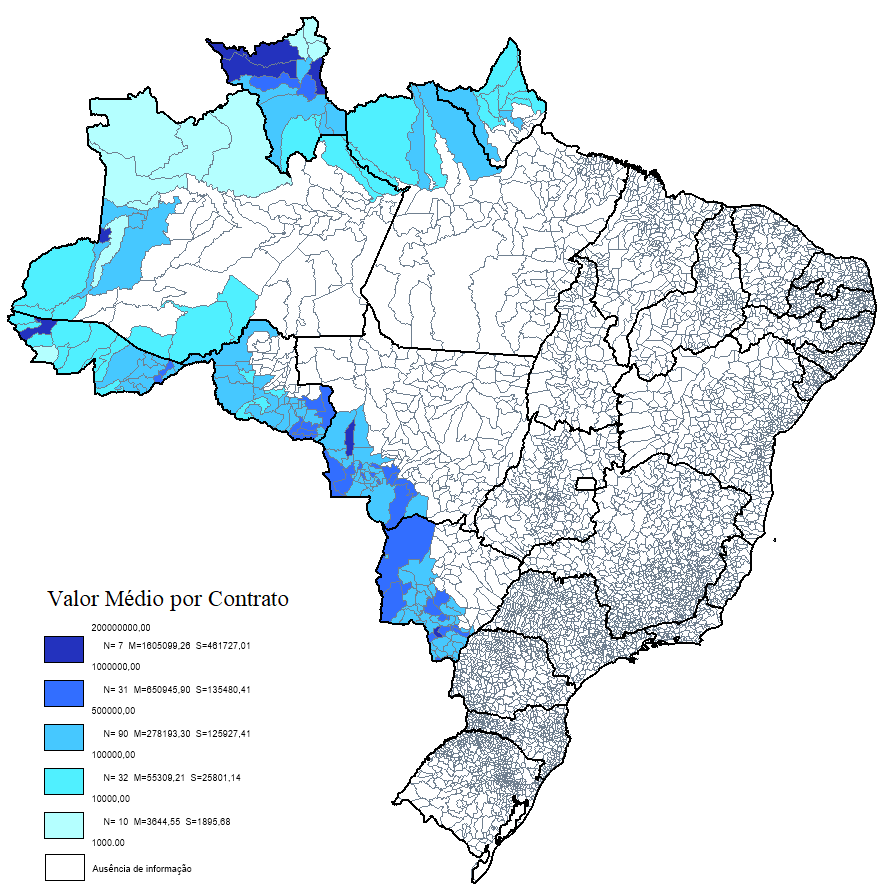 Valor Médio por Contrato
200000000,00
N= 7 M=1605099,26 S=461727,01
1000000,00
N= 31 M=650945,90 S=135480,41
500000,00
N= 90 M=278193,30 S=125927,41
100000,00
N= 32 M=55309,21 S=25801,14
10000,00
N= 10 M=3644,55 S=1895,68
1000,00
Ausência de informação